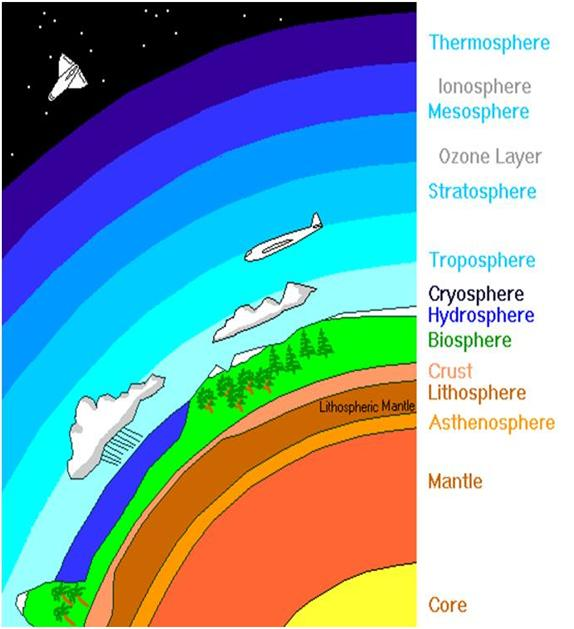 Thermosphere
Ionosphere
Mesosphere
Ozone Layer
Stratosphere
Troposphere
Cryosphere
Hydrosphere
Biosphere
Crust
Lithosphere
Lithospheric Mantle
Asthenosphere
Mantle
Core